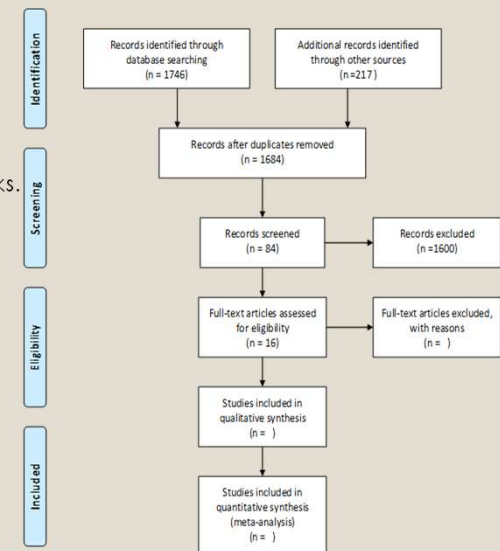 Identification
Records identified through
database searching
(n = 1746)
Additional records identified
through other sources
(n=217 )
Records after duplicates removed
(n = 1684)
ks.
Screening
Records screened
(n = 84)
Records excluded
(n=1600)
Eligibility
Full-text articles assessed
for eligibility
(n = 16)
Full-text articles excluded,
with reasons
(n =   )
Studies included in
qualitative synthesis
(n =   )
Included
Studies included in
quantitative synthesis
(meta-analysis)
(n =   )